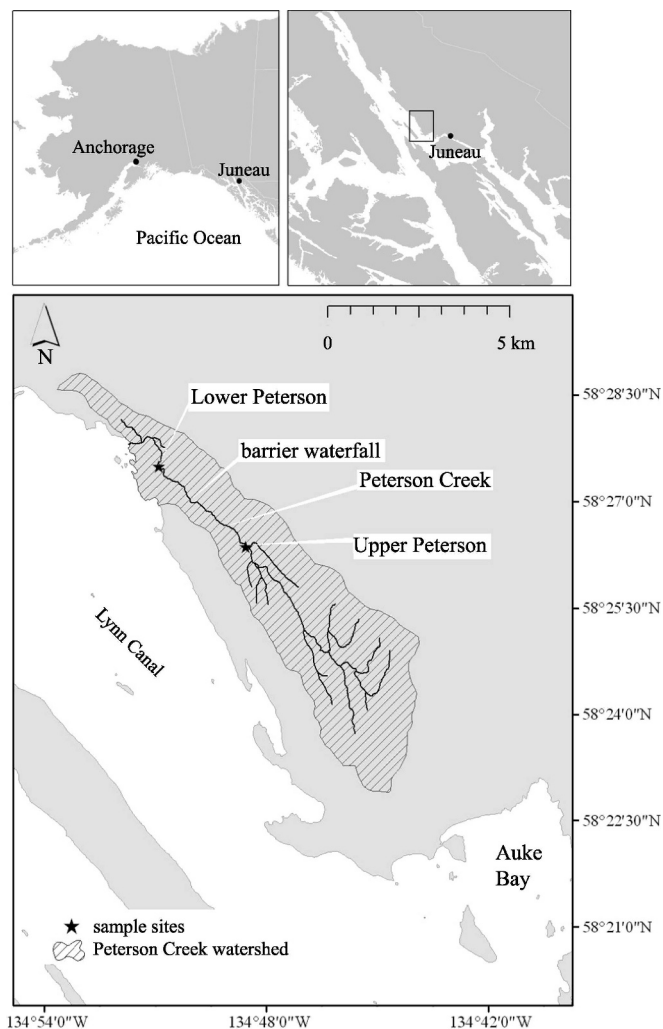 Anchorage
Juneau
Pacific Ocean
Juneau
N
0 5 km
Lower Peterson
barrier waterfall
Peterson Creek
Upper Peterson
Lynn Canal
Auke
Bay
sample sites
Peterson Creek watershed
58°28'30"N
58°27'0"N
58°25'30"N
58°24'0"N
58°22'30"N
58°21'0"N
134°54'0"W 134°48'0"W 134°42'0"W